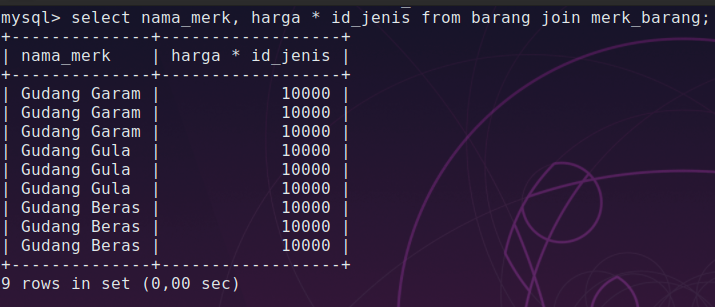 mysql> select nama_merk, harga * id_jenis from barang join merk_barang;
+--------------+------------------+
| nama_merk    | harga * id_jenis |
+--------------+------------------+
| Gudang Garam |            10000 |
| Gudang Garam |            10000 |
| Gudang Garam |            10000 |
| Gudang Gula  |            10000 |
| Gudang Gula  |            10000 |
| Gudang Gula  |            10000 |
| Gudang Beras |            10000 |
| Gudang Beras |            10000 |
| Gudang Beras |            10000 |
+--------------+------------------+
9 rows in set (0,00 sec)